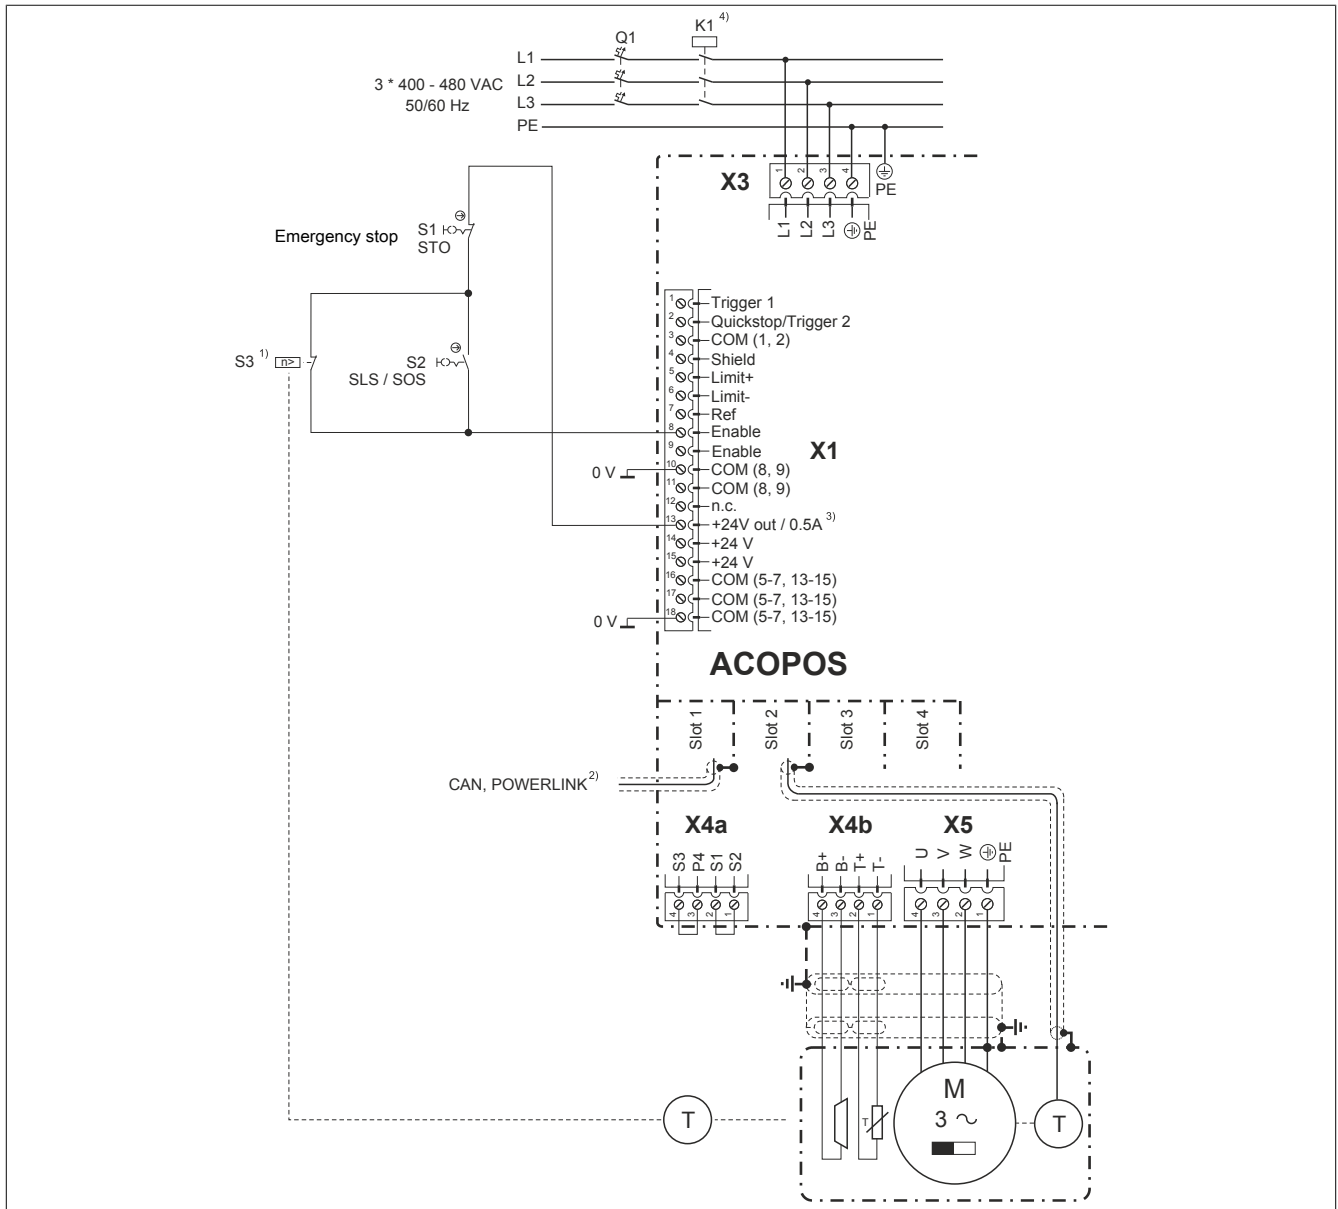 K1 4)
Q1
L1
3 * 400 - 480 VAC
L2
50/60 Hz
L3
PE
X3
1
2
3
4
PE
L1
L2
L3
PE
Emergency stop
S1
STO
S3 1)
n>
S2
SLS / SOS
1 Trigger 1
2 Quickstop/Trigger 2
3 COM (1, 2)
4 Shield
5 Limit+
6 Limit-
7 Ref
8 Enable
9 Enable
X1
0 V
10 COM (8, 9)
11 COM (8, 9)
12 n.c.
13 +24V out / 0.5A 3)
14 +24 V
15 +24 V
16 COM (5-7, 13-15)
17 COM (5-7, 13-15)
0 V
18 COM (5-7, 13-15)
ACOPOS
Slot 1
Slot 2
Slot 3
Slot 4
CAN, POWERLINK 2)
X4a
X4b
X5
S3
P4
S1
S2
B+
B-
T+
T-
U
V
W
PE
4
3
2
1
4
3
2
1
4
3
2
1
T
T
M
3 ~
T